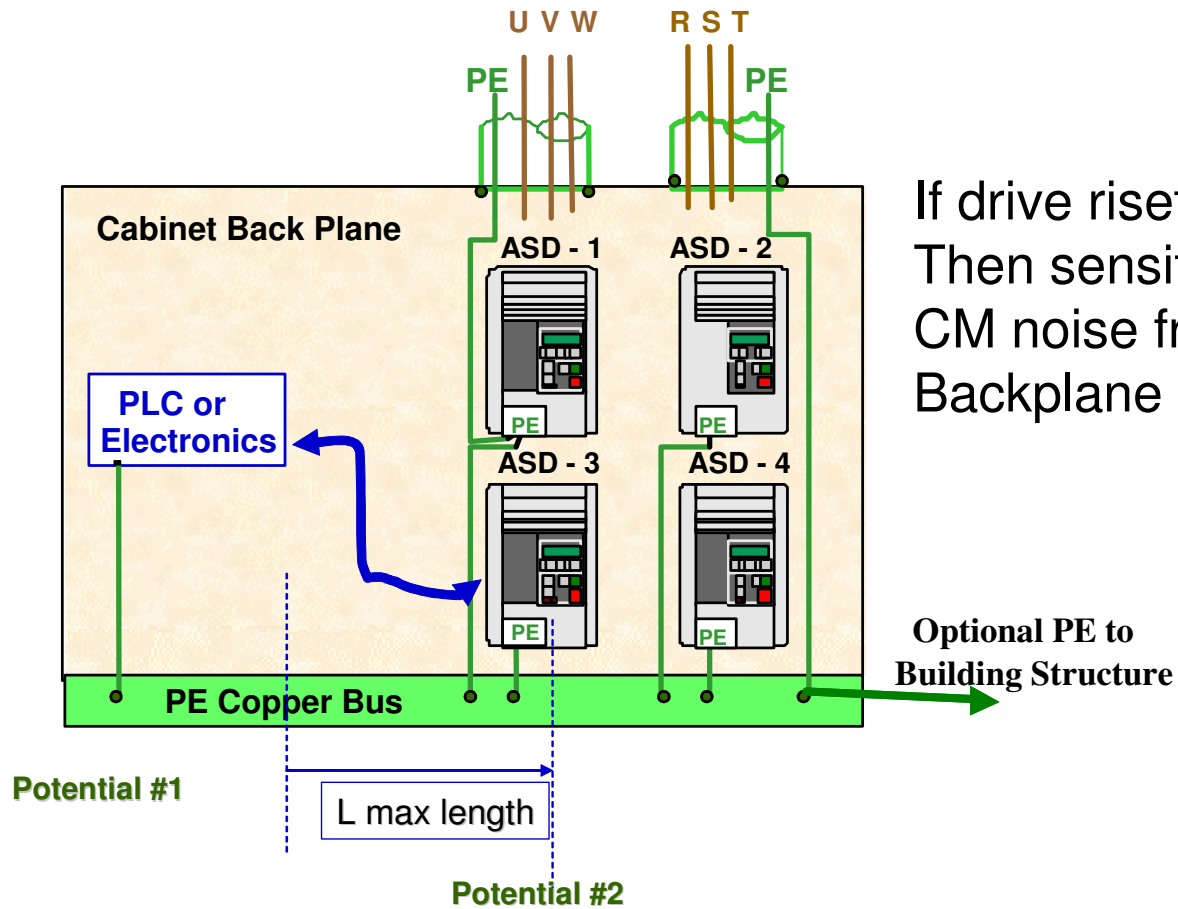 U V W
R S T
PE
PE
Cabinet Back Plane
ASD - 1
ASD - 2
If drive
Then
CM noise
Backplane
PLC or
Electronics
PE
PE
ASD - 3
ASD - 4
PE
PE
Optional PE to
Building Structure
PE Copper Bus
Potential #1
L max length
Potential #2